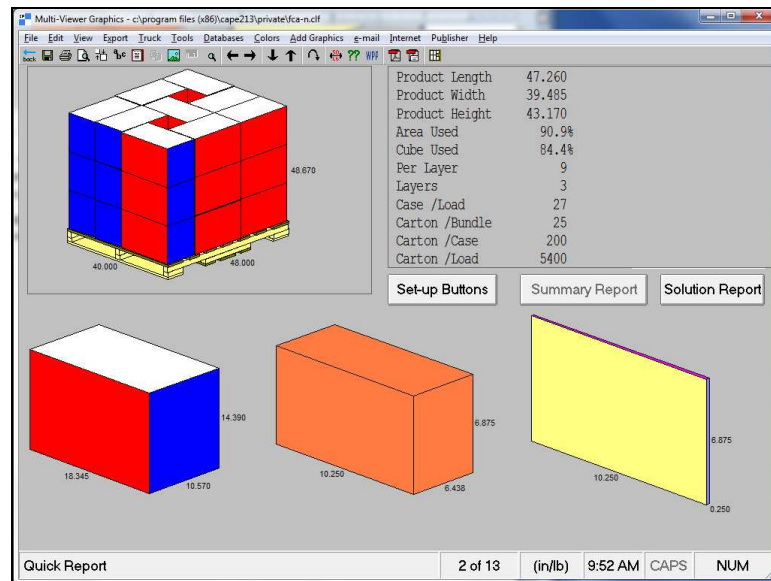 Multi-Viewer Graphics - c:\program files (x86)\cape213\private\fca-n.clf
File Edit View Export Truck Tools Databases Colors Add Graphics e-mail Internet Publisher Help
back ?? WPF
48.670
40.000 48.000
Product Length 47.260
Product Width 39.485
Product Height 43.170
Area Used 90.9%
Cube Used 84.4%
Per Layer 9
Layers 3
Case /Load 27
Carton /Bundle 25
Carton /Case 200
Carton /Load 5400
Set-up Buttons Summary Report Solution Report
14.390
18.345 10.570
6.875
10.250 6.438
6.875
10.250 0.250
Quick Report 2 of 13 (in/lb) 9:52 AM CAPS NUM